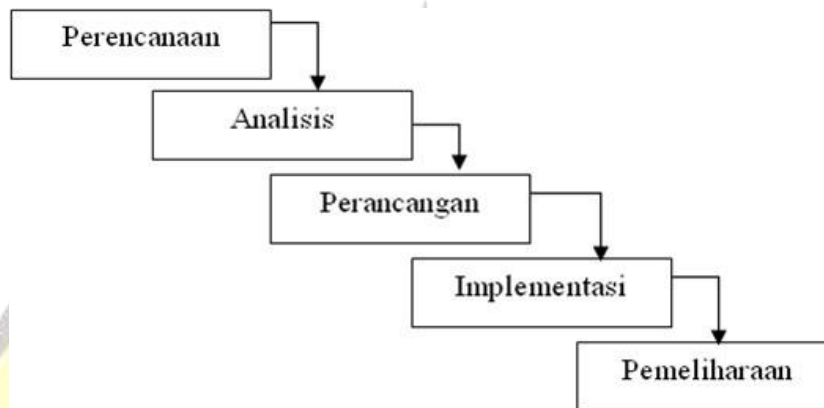 Perencanaan
Analisis
Perancangan
Implementasi
Pemeliharaan